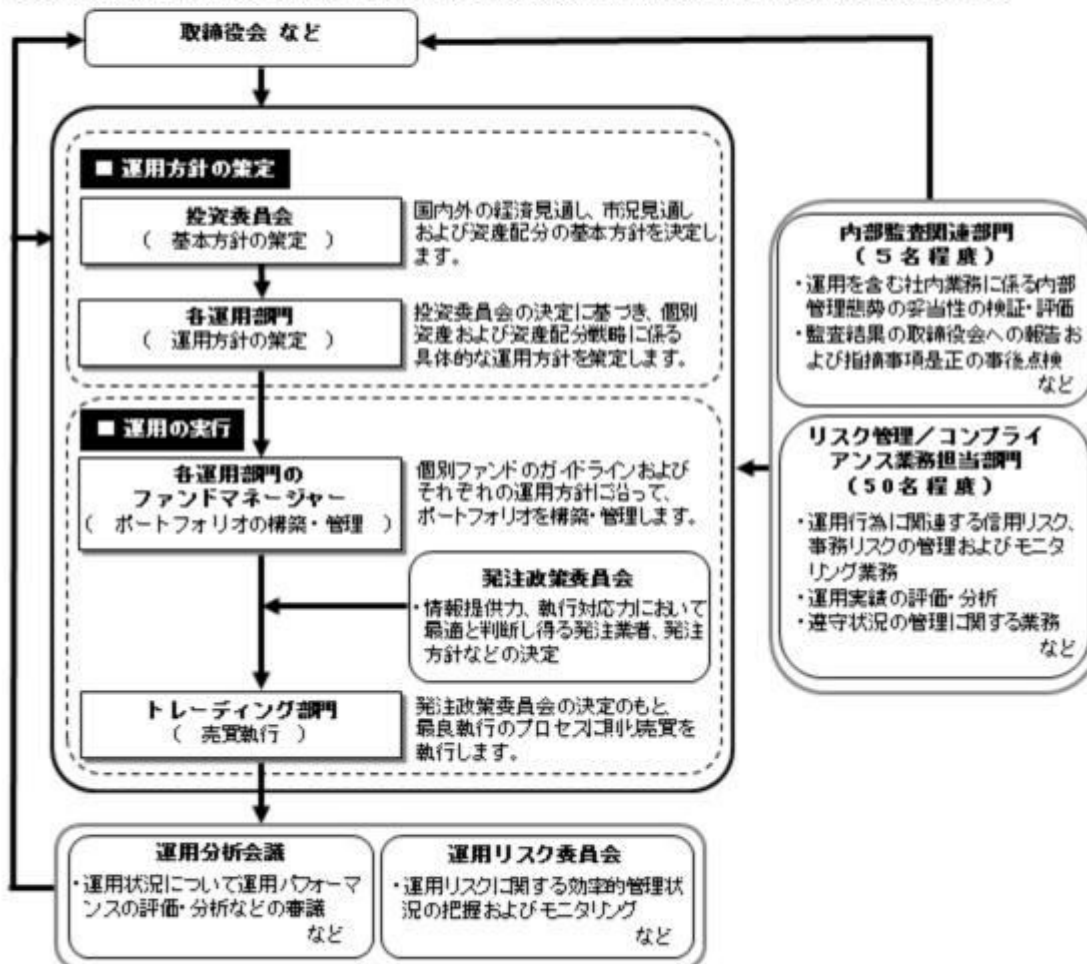 取締役会 など
■ 運用方針の策定
投資委員会
( 基本方針の策定 )
国内外の経済見通し、市況見通し
および資産配分の基本方針を決定し
ます。
各運用部門
( 運用方針の策定 )
投資委員会の決定に基づき、個別
資産および資産配分戦略に係る
具体的な運用方針を策定します。
■ 運用の実行
各運用部門の
ファンドマネージャー
( ポートフォリオの構築・管理 )
個別ファンドのガイドラインおよび
それぞれの運用方針に沿って、
ポートフォリオを構築・管理します。
発注政策委員会
・情報提供力、執行対応力において
最適と判断し得る発注業者、発注
方針などの決定
トレーディング部門
( 売買執行 )
発注政策委員会の決定のもと
最良執行のプロセスに則り売買を
執行します。
運用分析会議
・運用状況について運用パフォーマ
ンスの評価・分析などの審議
など
運用リスク委員会
・運用リスクに関する効率的管理状
況の把握およびモニタリング
など
内部監査関連部門
(5名程度)
・運用を含む社内業務に係る内部
管理態勢の妥当性の検証・評価
・監査結果の取締役会への報告お
よび指摘事項是正の事後点検
など
リスク管理/コンプライ
アンス業務担当部門
(50名程度)
・運用行為に関連する信用リスク、
事務リスクの管理およびモニタ
リング業務
・運用実績の評価・分析
・遵守状況の管理に関する業務
など